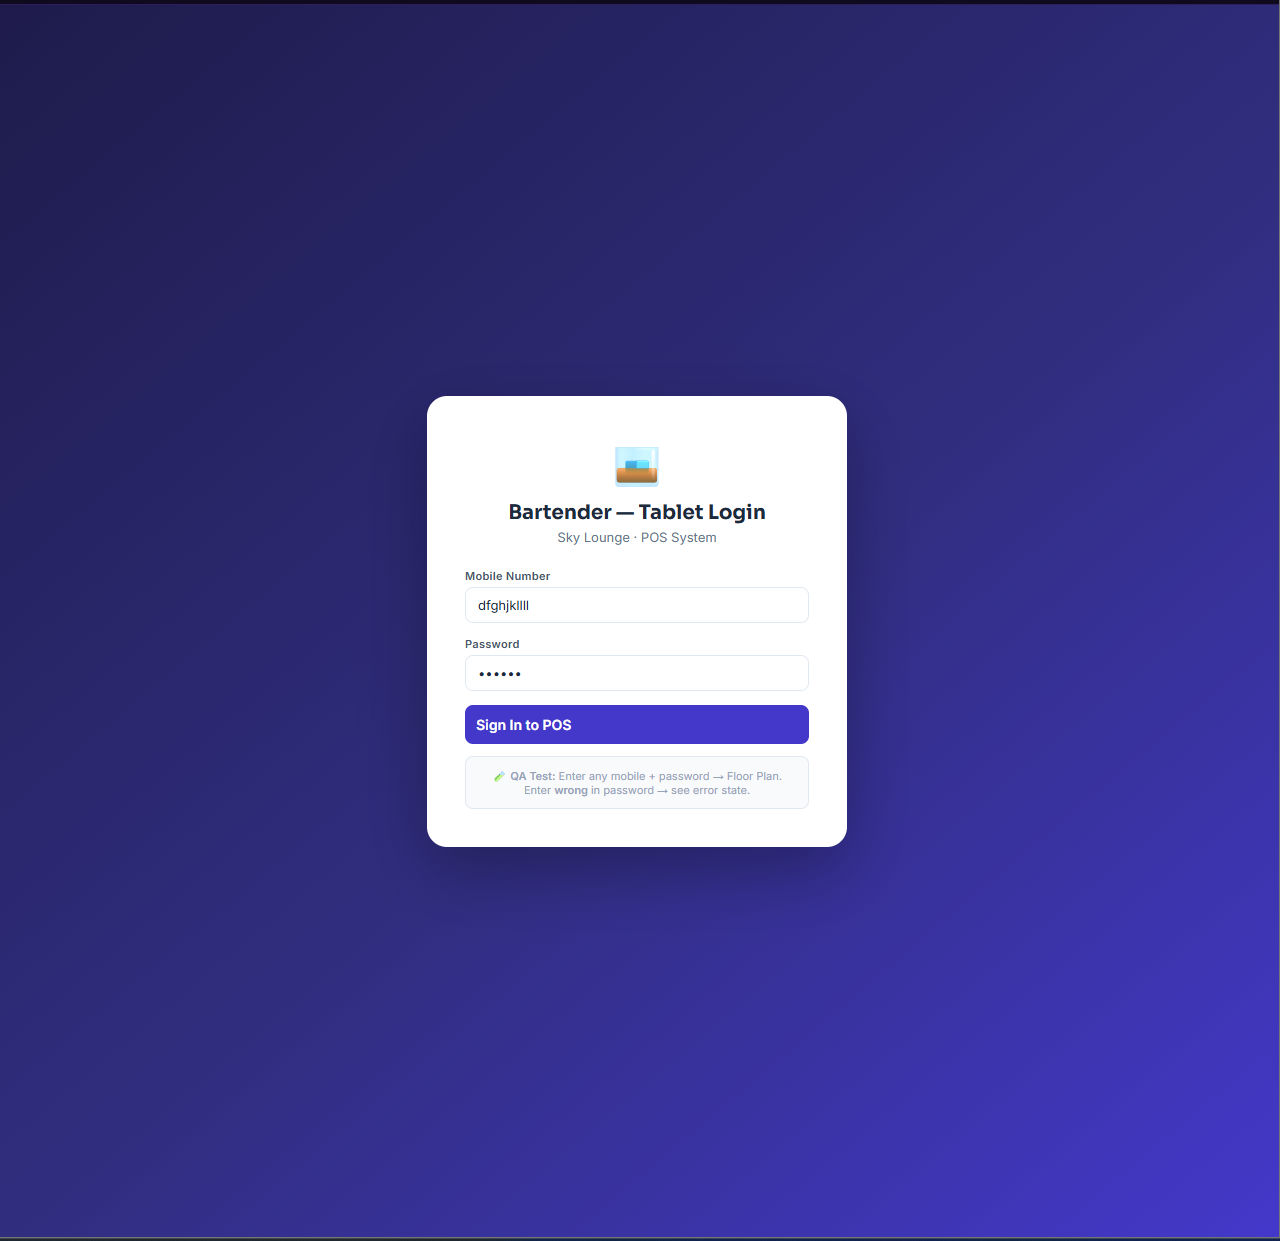 Bartender — Tablet Login
Sky Lounge · POS System
Mobile Number
dfghjkllll
Password
••••••
Sign In to POS
QA Test: Enter any mobile + password → Floor Plan.
Enter wrong in password → see error state.